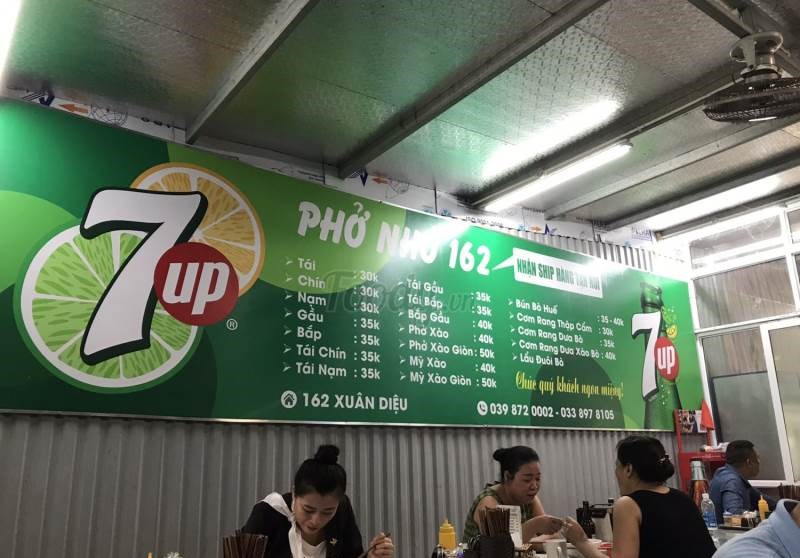 7up
®
PHỞ NHỚ 162
NHẬN SHIP HÀNG
Tái : 30k
Chín : 30k
Nạm : 30k
Gầu : 35k
Bắp : 35k
Tái Chín : 35k
Tái Nạm : 35k
Tái Gầu : 35k
Tái Bắp : 35k
Bắp Gầu : 40k
Phở Xào : 40k
Phở Xào Giòn : 50k
Mỳ Xào : 40k
Mỳ Xào Giòn : 50k
Bún Bò Huế : 35 - 40k
Cơm Rang Thập Cẩm : 30k
Cơm Rang Dưa Bò : 35k
Cơm Rang Dưa Xào Bò : 40k
Lẩu Đuôi Bò
Chúc quý khách ngon miệng!
162 XUÂN DIỆU
039 872 0002 - 033 897 8105
7up